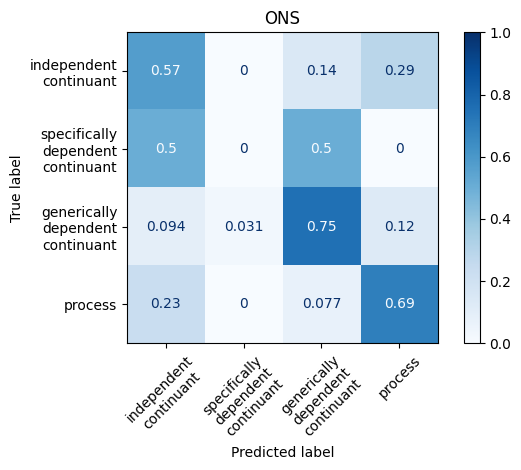 ONS
True label
independent
continuant
0.57 0 0.14 0.29
specifically
dependent
continuant
0.5 0 0.5 0
generically
dependent
continuant
0.094 0.031 0.75 0.12
process
0.23 0 0.077 0.69
independent
continuant
specifically
dependent
continuant
generically
dependent
continuant
process
Predicted label
1.0
0.8
0.6
0.4
0.2
0.0